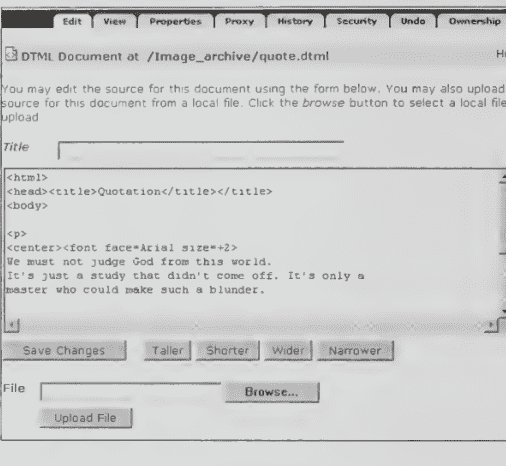 Edit View Properties Proxy History Security Undo Ownership
DTML Document at /Image_archive/quote.dtml
You may edit the source for this document using the form below. You may also upload
source for this document from a local file. Click the browse button to select a local file
upload
Title
<html>
<head><title>Quotation</title></title>
<body>
<p>
<center><font face=Arial size=+2>
We must not judge God from this world.
It's just a study that didn't come off. It's only a
master who could make such a blunder.
Save Changes Taller Shorter Wider Narrower
File Browse...
Upload File